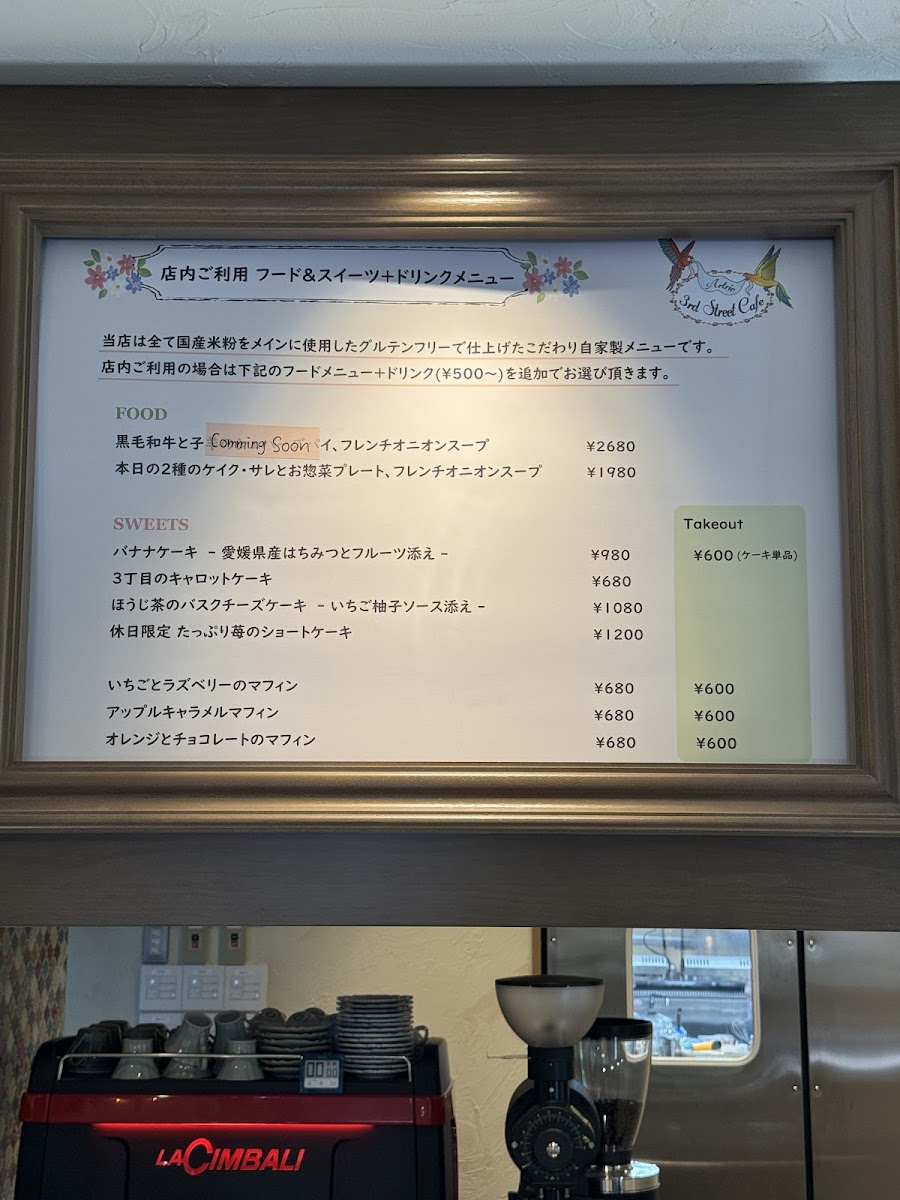 店内ご利用 フード&スイーツ+ドリンクメニュー
Artrip
3rd Street Cafe
当店は全て国産米粉をメインに使用したグルテンフリーで仕上げたこだわり自家製メニューです。
店内ご利用の場合は下記のフードメニュー+ドリンク(¥500~)を追加でお選び頂きます。
FOOD
黒毛和牛と子 Comming Soon パイ、フレンチオニオンスープ ¥2680
本日の2種のケイク・サレとお惣菜プレート、フレンチオニオンスープ ¥1980
SWEETS Takeout
バナナケーキ - 愛媛県産はちみつとフルーツ添え - ¥980 ¥600 (ケーキ単品)
3丁目のキャロットケーキ ¥680
ほうじ茶のバスクチーズケーキ - いちご柚子ソース添え - ¥1080
休日限定 たっぷり苺のショートケーキ ¥1200
いちごとラズベリーのマフィン ¥680 ¥600
アップルキャラメルマフィン ¥680 ¥600
オレンジとチョコレートのマフィン ¥680 ¥600
LACIMBALI